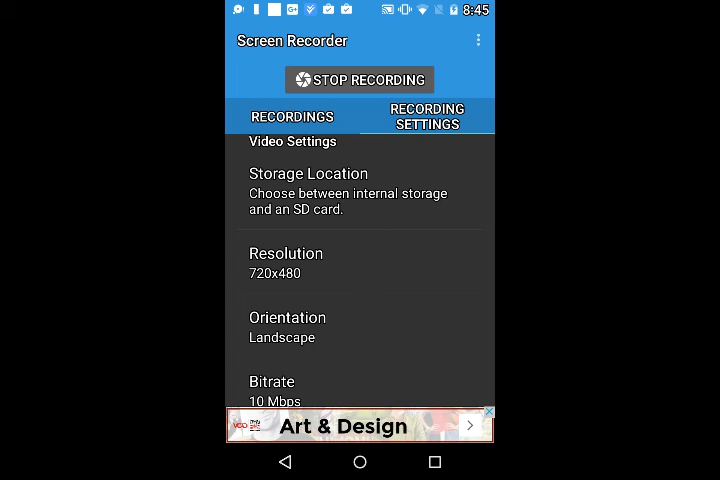 8:45
Screen Recorder
STOP RECORDING
RECORDINGS
RECORDING
SETTINGS
Video Settings
Storage Location
Choose between internal storage
and an SD card.
Resolution
720x480
Orientation
Landscape
Bitrate
10 Mbps
Art & Design